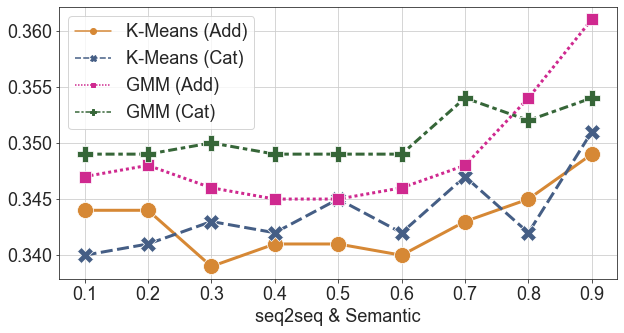 K-Means (Add)
K-Means (Cat)
GMM (Add)
GMM (Cat)
0.360
0.355
0.350
0.345
0.340
0.1 0.2 0.3 0.4 0.5 0.6 0.7 0.8 0.9
seq2seq & Semantic